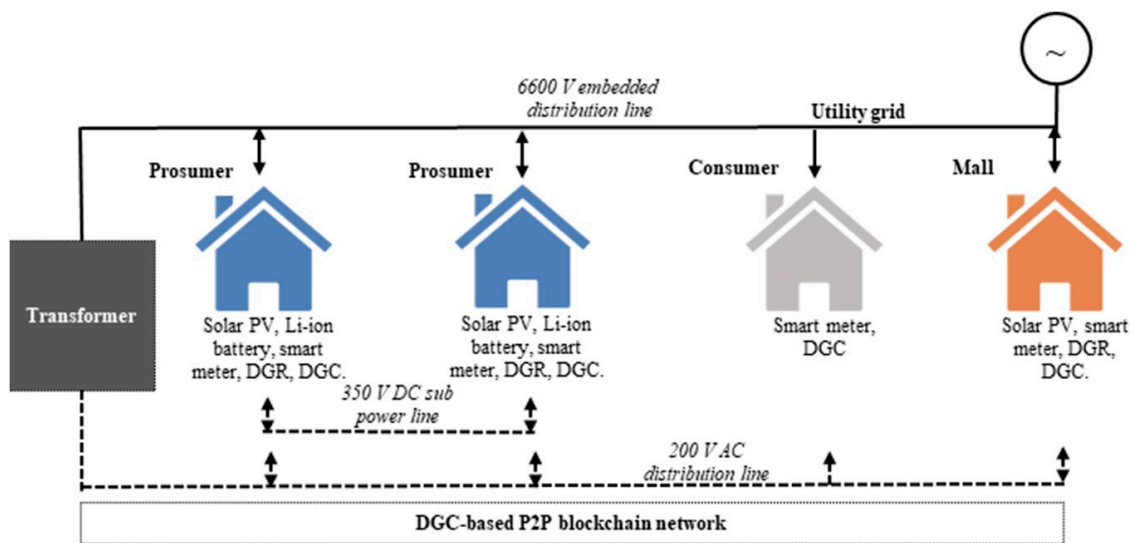 ~
6600 V embedded
distribution line
Utility grid
Prosumer
Prosumer
Consumer
Mall
Transformer
Solar PV, Li-ion
battery, smart
meter, DGR, DGC.
Solar PV, Li-ion
battery, smart
meter, DGR, DGC.
Smart meter,
DGC
Solar PV, smart
meter, DGR,
DGC.
350 V DC sub
power line
200 V AC
distribution line
DGC-based P2P blockchain network